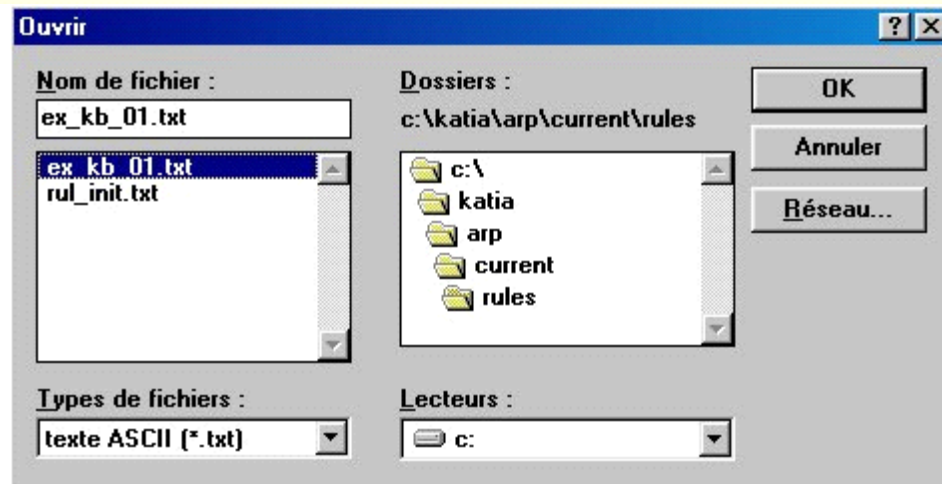 Ouvrir
Nom de fichier :
ex_kb_01.txt
ex_kb_01.txt
rul_init.txt
Types de fichiers :
texte ASCII (*.txt)
Dossiers :
c:\katia\arp\current\rules
c:\
katia
arp
current
rules
Lecteurs :
c:
OK
Annuler
Réseau...